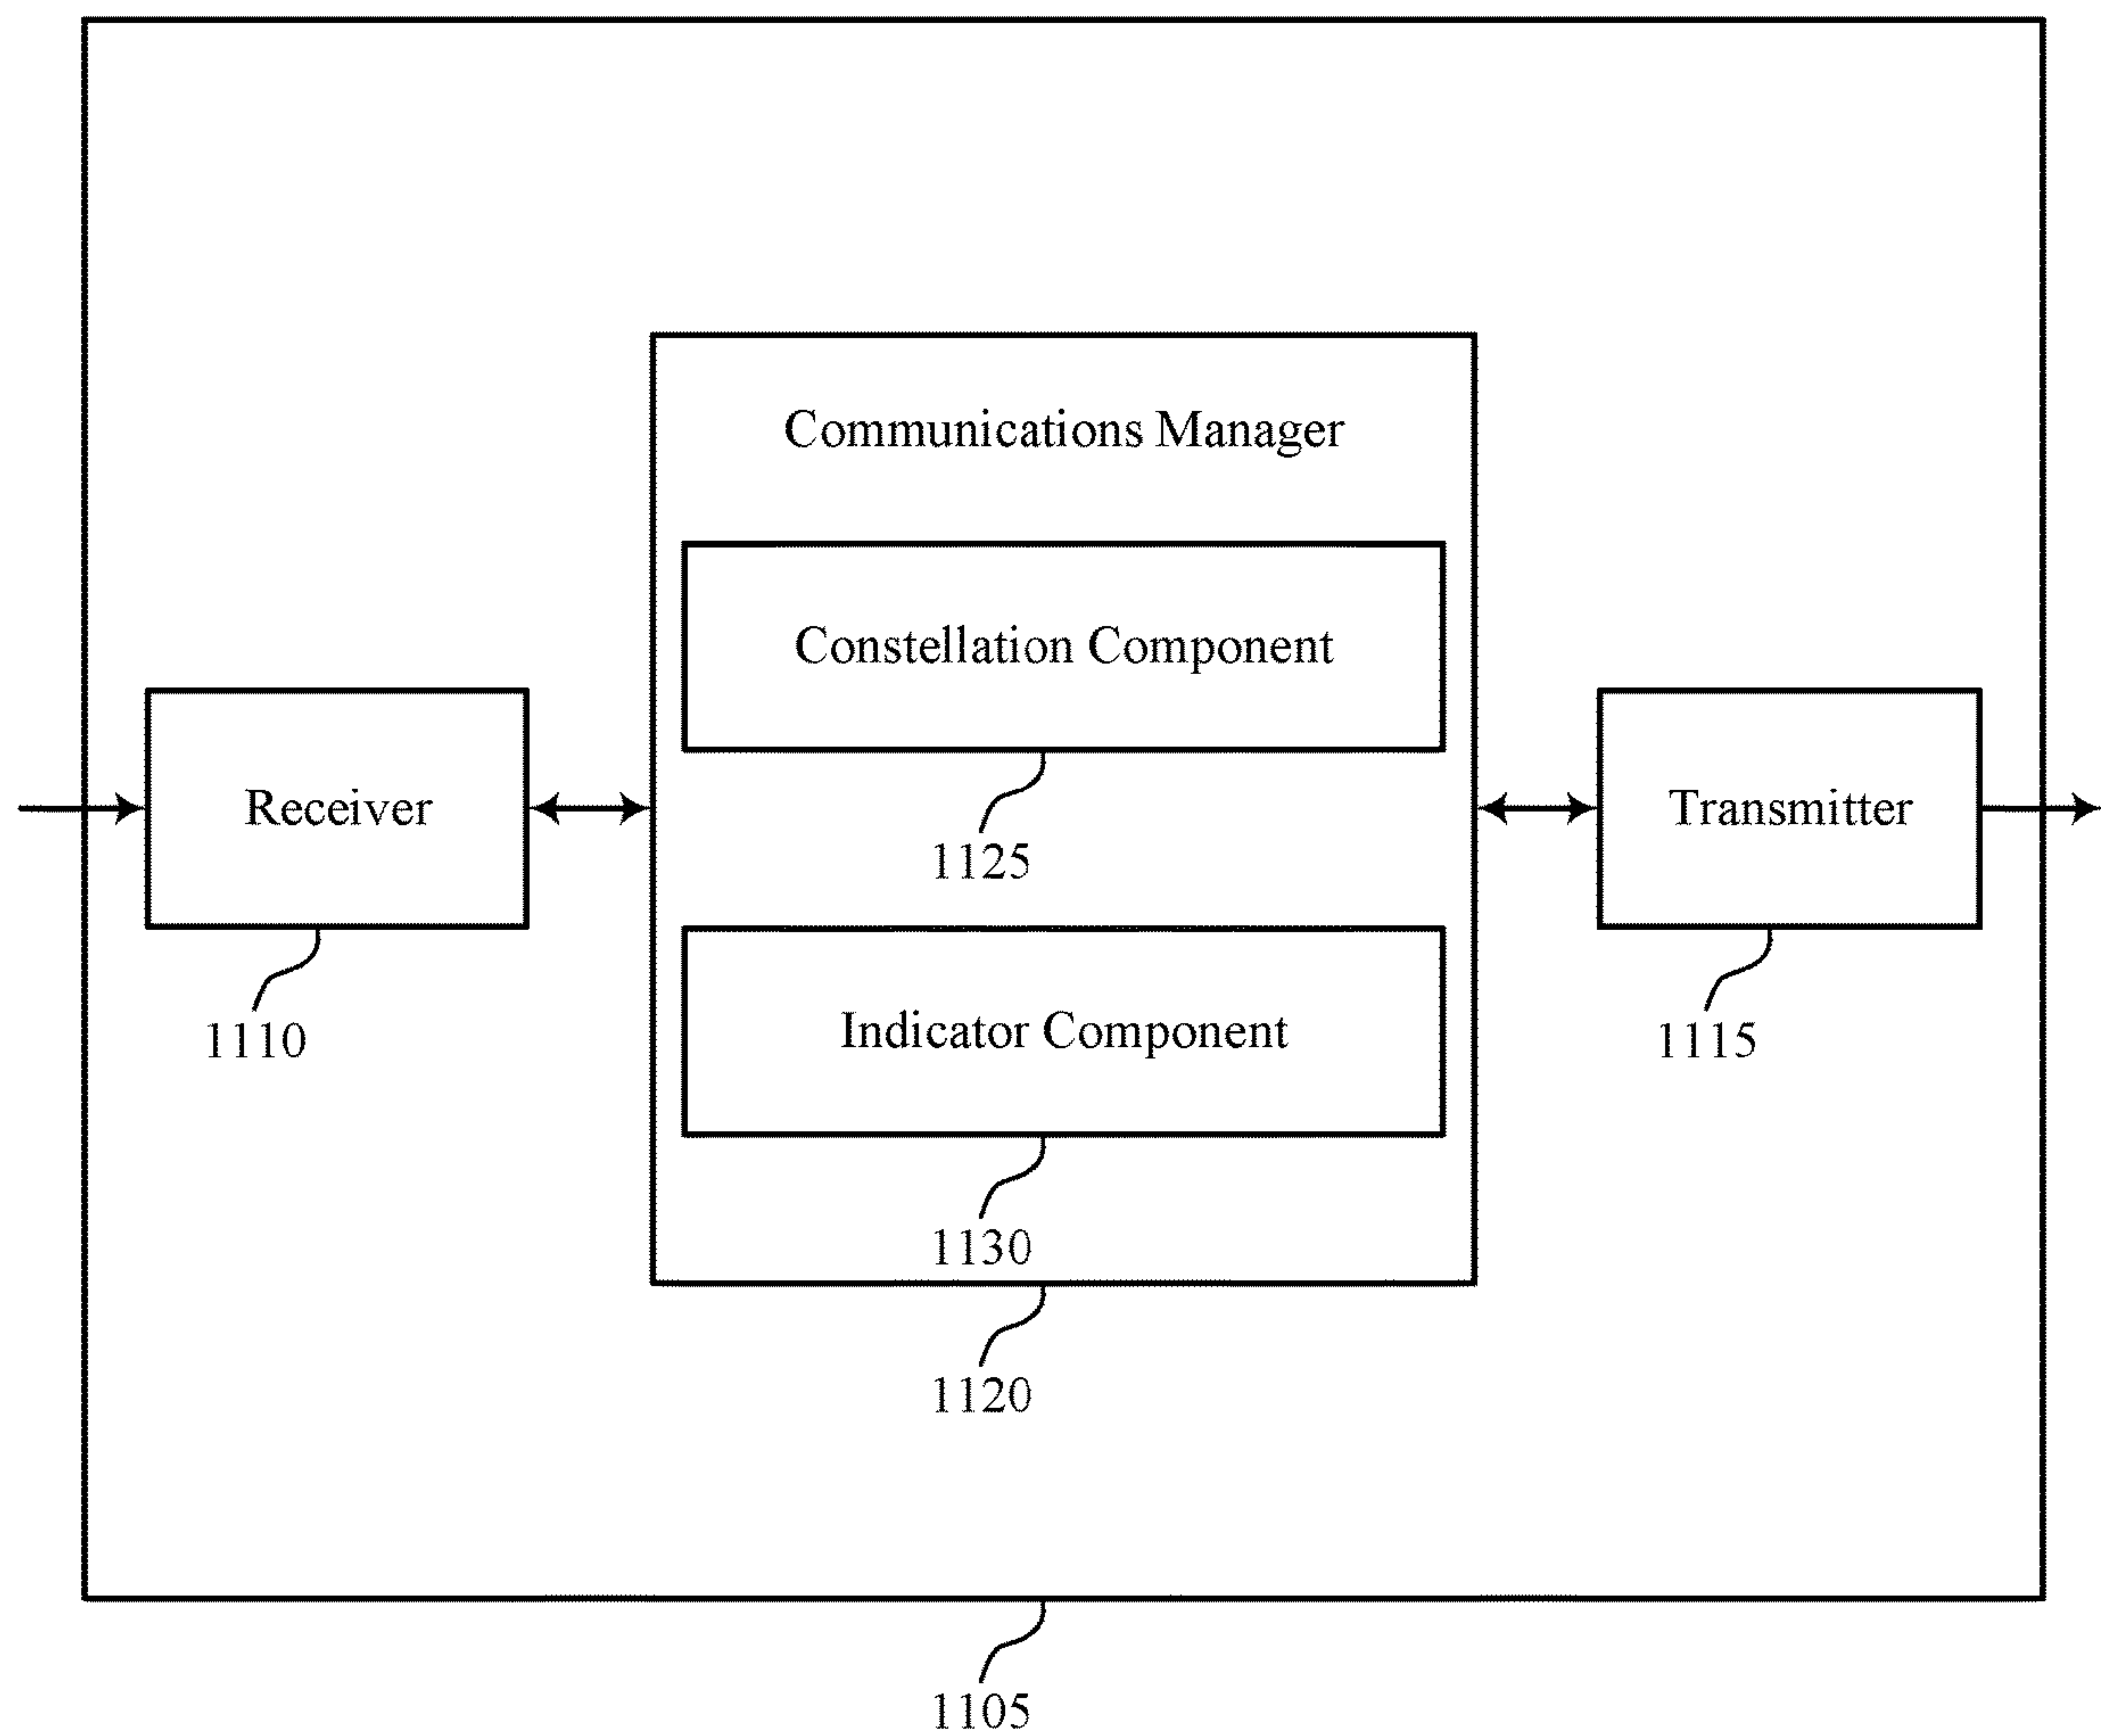 Communications Manager
Constellation Component
Receiver
Transmitter
1125
Indicator Component
1110
1115
1130
1120
1105